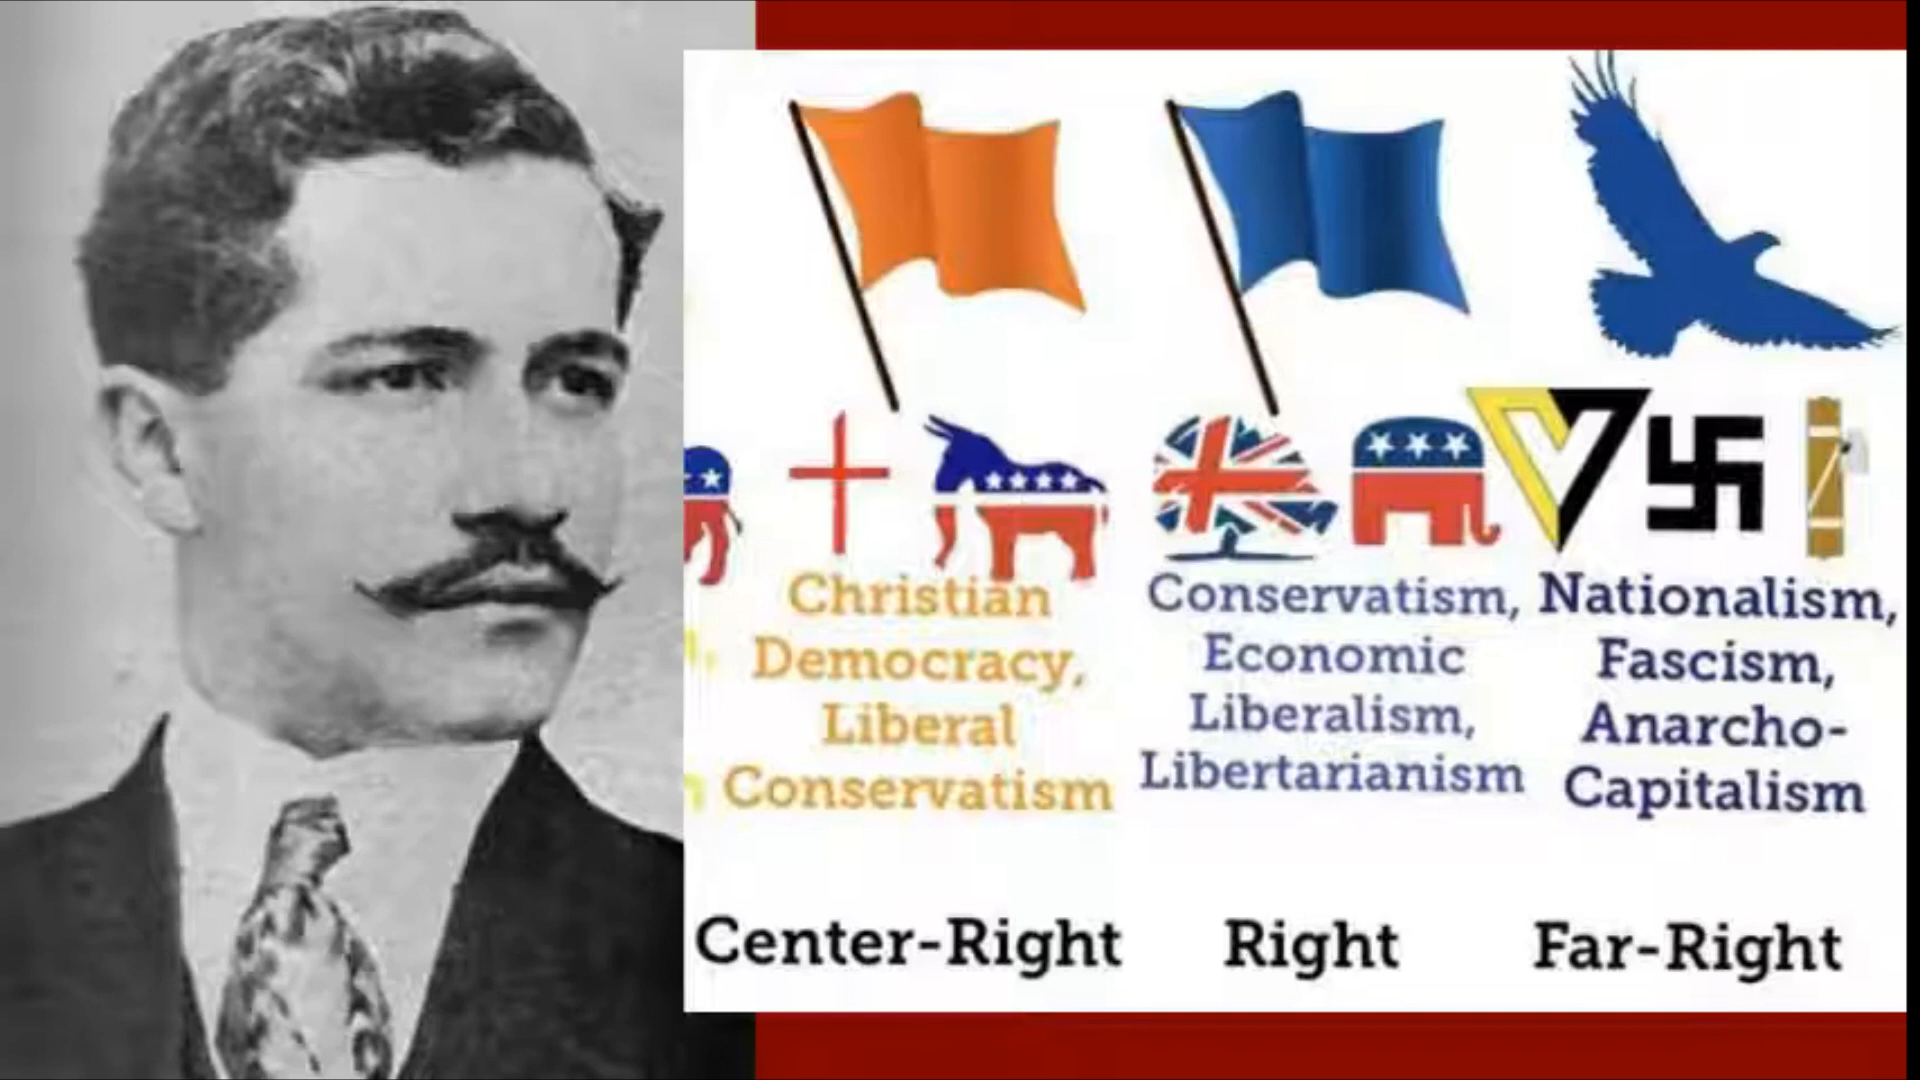 Christian
Democracy,
Liberal
Conservatism
Conservatism,
Economic
Liberalism,
Libertarianism
Nationalism,
Fascism,
Anarcho-
Capitalism
Center-Right
Right
Far-Right